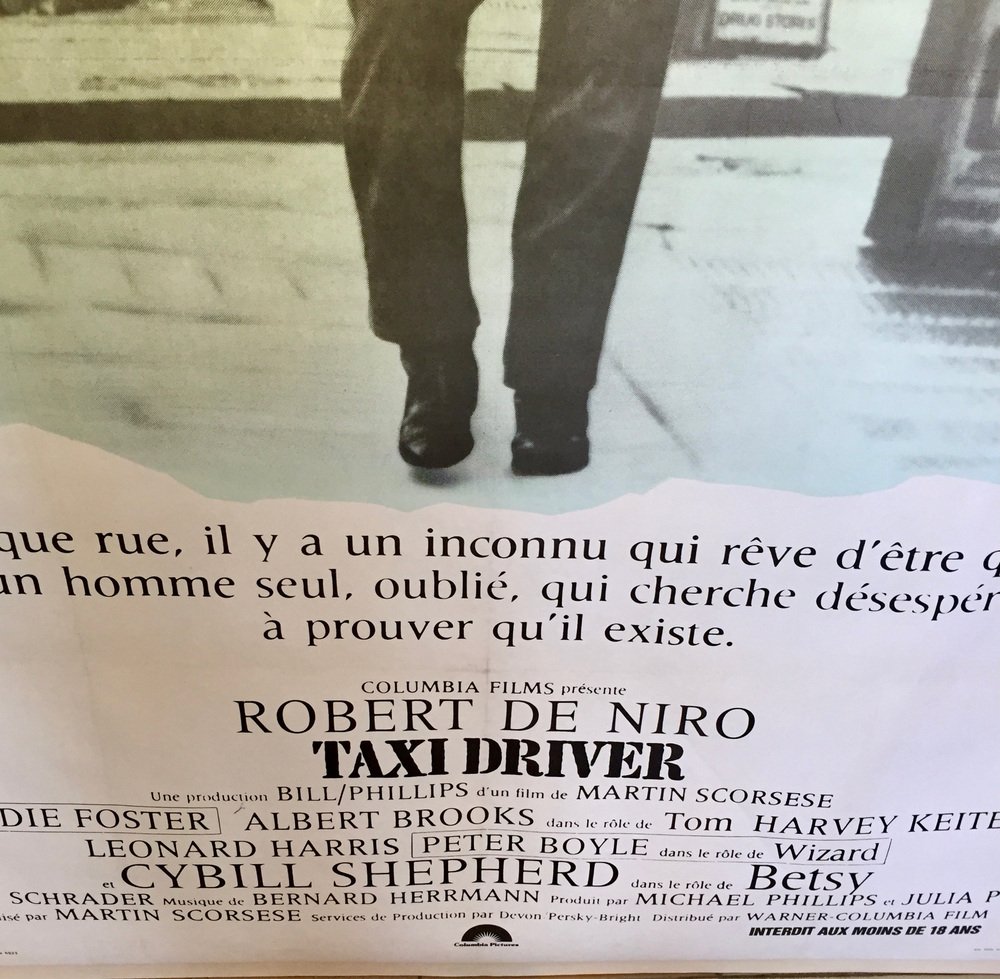 DRUG STORES
que rue, il y a un inconnu qui rêve d'être q
un homme seul, oublié, qui cherche désespér
à prouver qu'il existe.
COLUMBIA FILMS présente
ROBERT DE NIRO
TAXI DRIVER
Une production BILL/PHILLIPS d'un film de MARTIN SCORSESE
DIE FOSTER ALBERT BROOKS dans le rôle de Tom HARVEY KEITE
LEONARD HARRIS PETER BOYLE dans le rôle de Wizard
et CYBILL SHEPHERD dans le rôle de Betsy
SCHRADER Musique de BERNARD HERRMANN Produit par MICHAEL PHILLIPS et JULIA P
isé par MARTIN SCORSESE Services de Production par Devon/Persky-Bright Distribué par WARNER-COLUMBIA FILM
INTERDIT AUX MOINS DE 18 ANS
Columbia Pictures